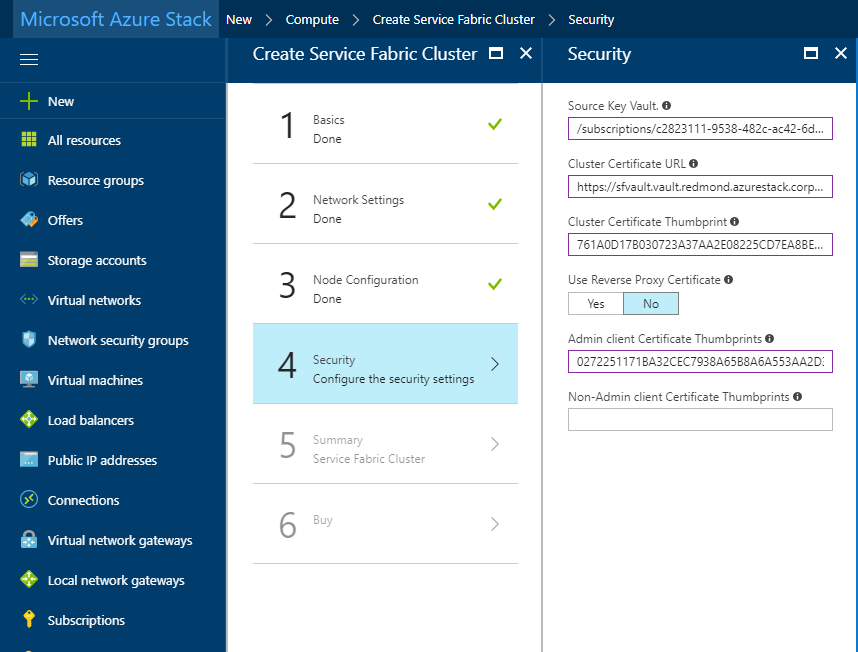 Microsoft Azure Stack
New > Compute > Create Service Fabric Cluster > Security
New
All resources
Resource groups
Offers
Storage accounts
Virtual networks
Network security groups
Virtual machines
Load balancers
Public IP addresses
Connections
Virtual network gateways
Local network gateways
Subscriptions
Create Service Fabric Cluster
1
Basics
Done
2
Network Settings
Done
3
Node Configuration
Done
4
Security
Configure the security settings
5
Summary
Service Fabric Cluster
6
Buy
Security
Source Key Vault.
/subscriptions/c2823111-9538-482c-ac42-6d...
Cluster Certificate URL
https://sfvault.vault.redmond.azurestack.corp...
Cluster Certificate Thumbprint
761A0D17B030723A37AA2E08225CD7EA8BE...
Use Reverse Proxy Certificate
Yes No
Admin client Certificate Thumbprints
0272251171BA32CEC7938A65B8A6A553AA2D
Non-Admin client Certificate Thumbprints